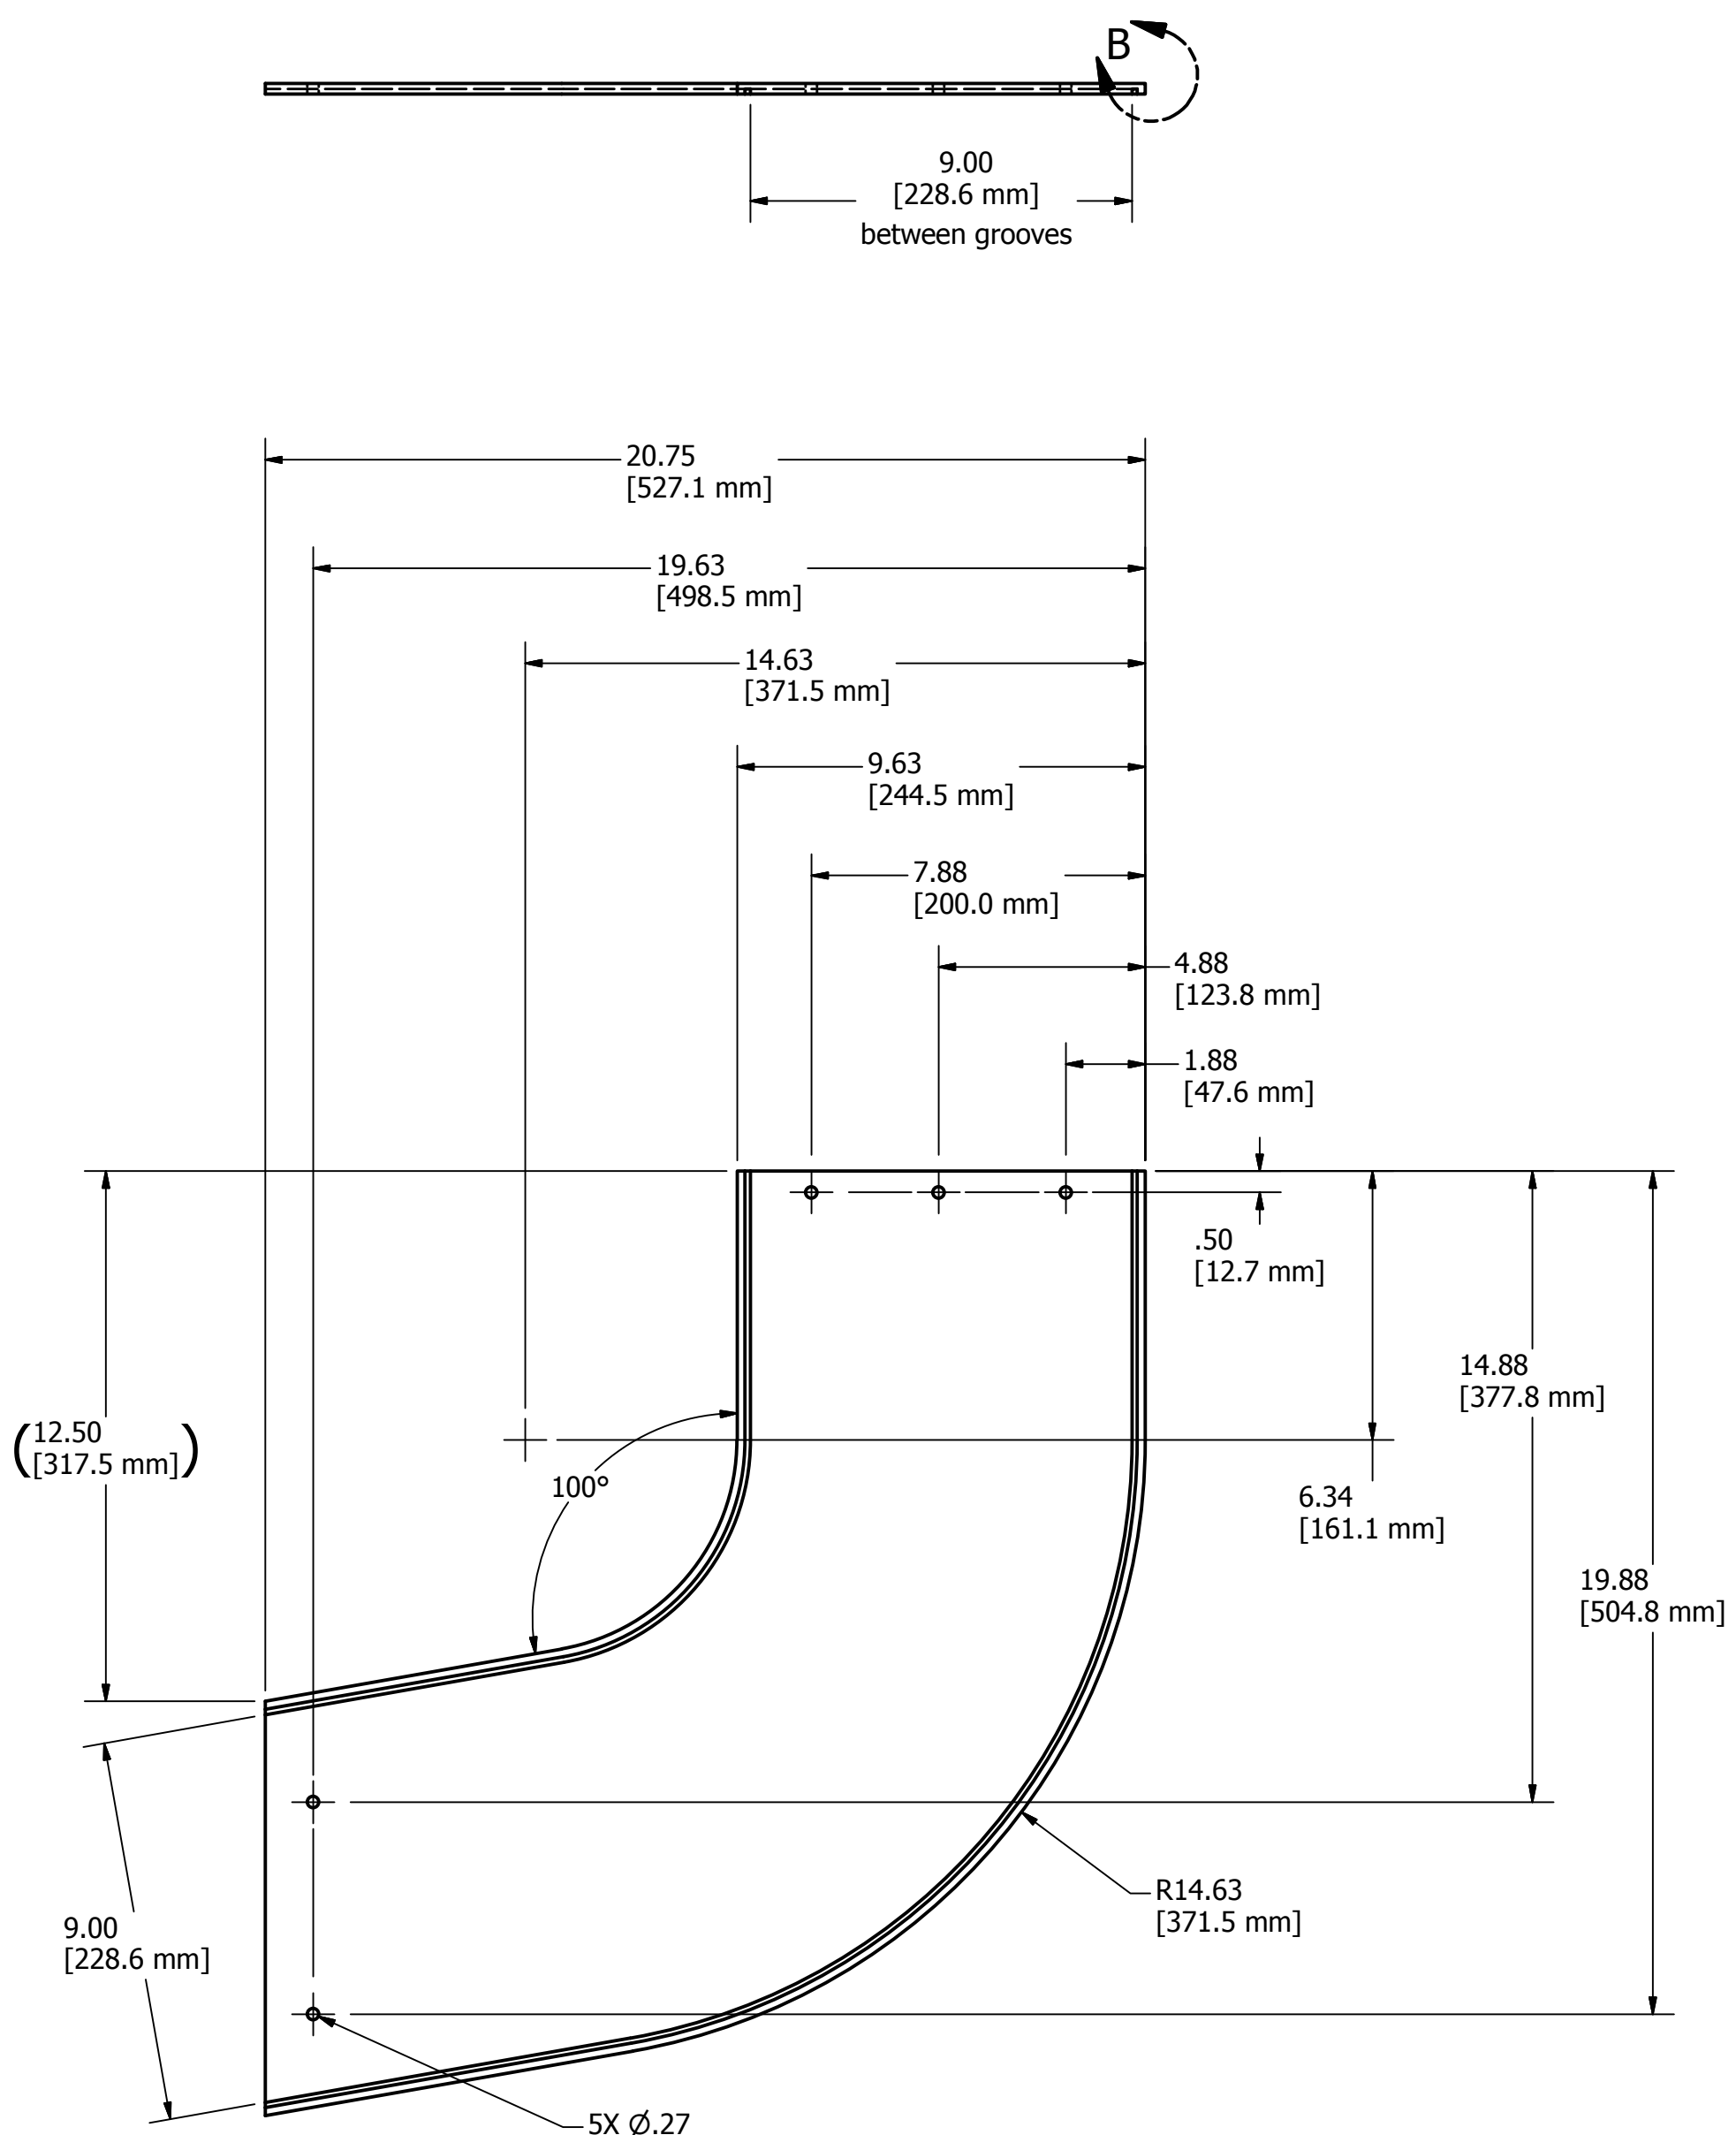 B
9.00
[228.6 mm]
between grooves
20.75
[527.1 mm]
19.63
[498.5 mm]
14.63
[371.5 mm]
9.63
[244.5 mm]
7.88
[200.0 mm]
4.88
[123.8 mm]
1.88
[47.6 mm]
.50
[12.7 mm]
14.88
[377.8 mm]
(12.50
[317.5 mm])
100°
6.34
[161.1 mm]
19.88
[504.8 mm]
R14.63
[371.5 mm]
9.00
[228.6 mm]
5X Ø.27